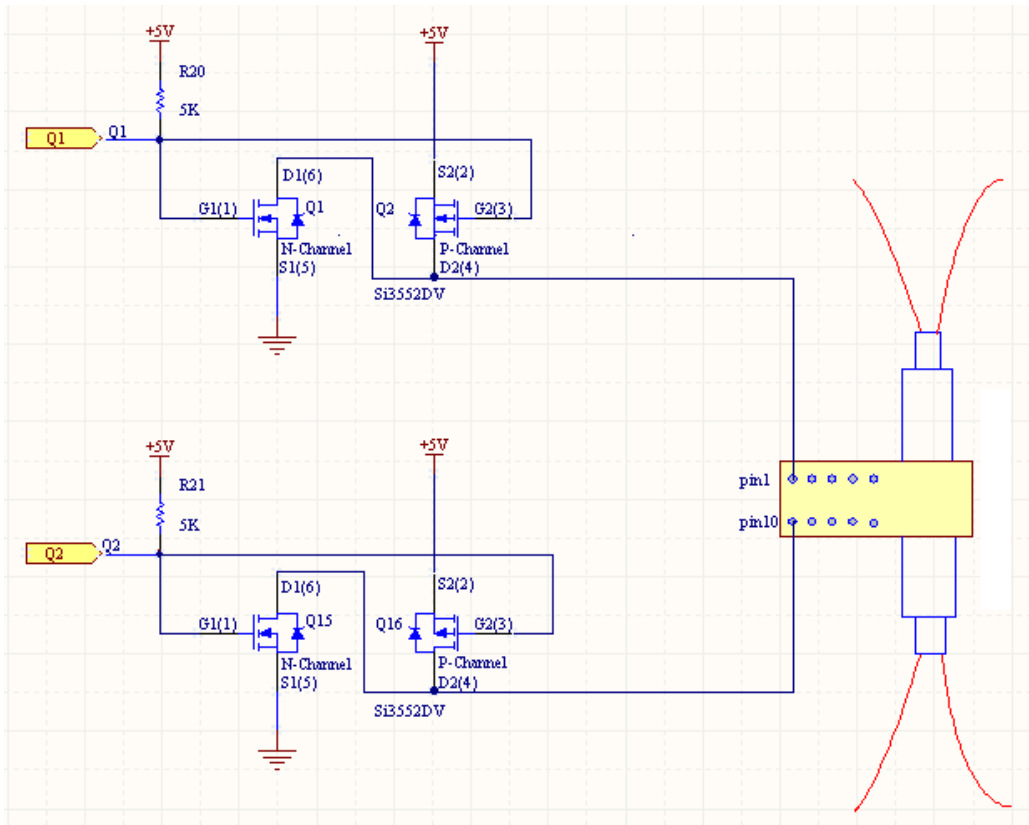 +5V
+5V
R20
5K
Q1
Q1
D1(6)
S2(2)
G1(1)
Q1
Q2
G2(3)
N-Channel
P-Channel
S1(5)
D2(4)
Si3552DV
+5V
+5V
R21
pin1
5K
pin10
Q2
Q2
D1(6)
S2(2)
G1(1)
Q15
Q16
G2(3)
N-Channel
P-Channel
S1(5)
D2(4)
Si3552DV